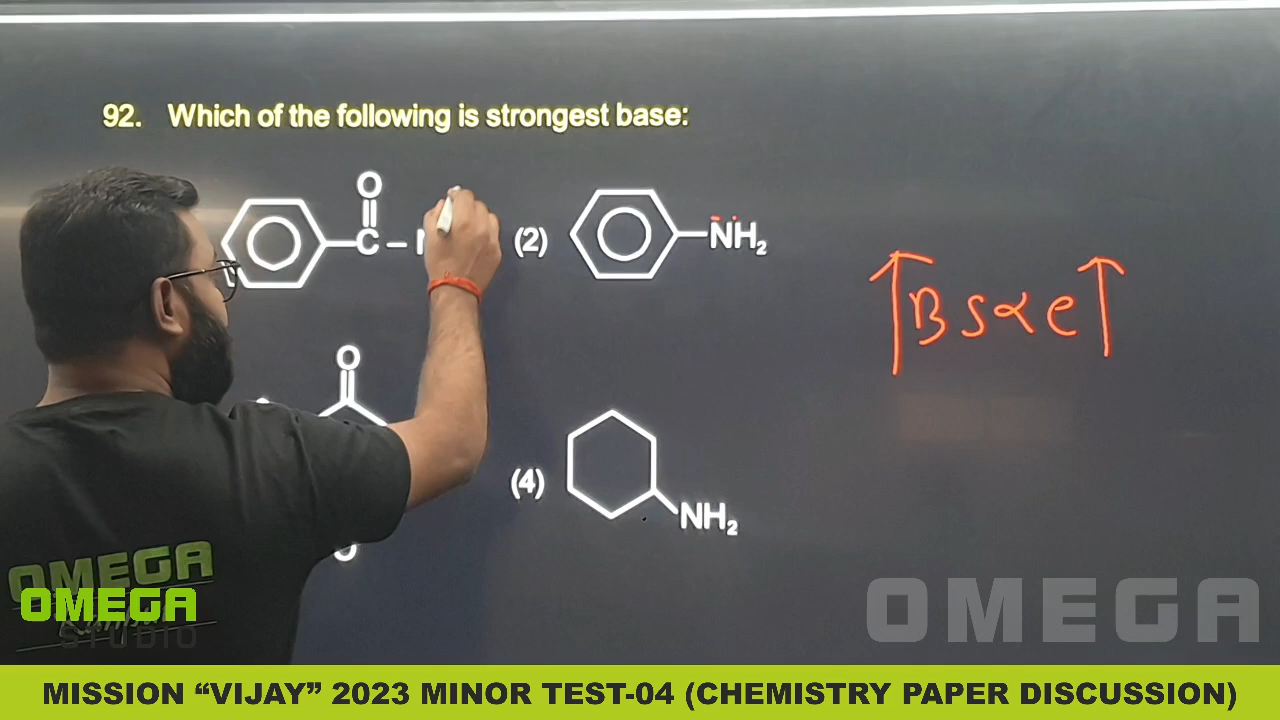 92. Which of the following is strongest base:
O
C –
(2)
NH2
↑ B S α e ↑
O
(4)
NH2
OMEGA
OMEGA
STUDIO
OMEGA
MISSION “VIJAY” 2023 MINOR TEST-04 (CHEMISTRY PAPER DISCUSSION)